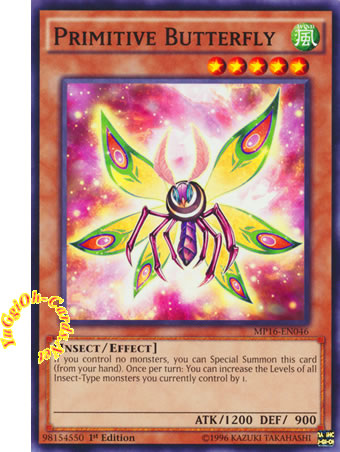 PRIMITIVE BUTTERFLY
WIND
風
MP16-EN046
[INSECT/EFFECT]
If you control no monsters, you can Special Summon this card
(from your hand). Once per turn: You can increase the Levels of all
Insect-Type monsters you currently control by 1.
ATK/1200 DEF/ 900
98154550 1st Edition ©1996 KAZUKI TAKAHASHI